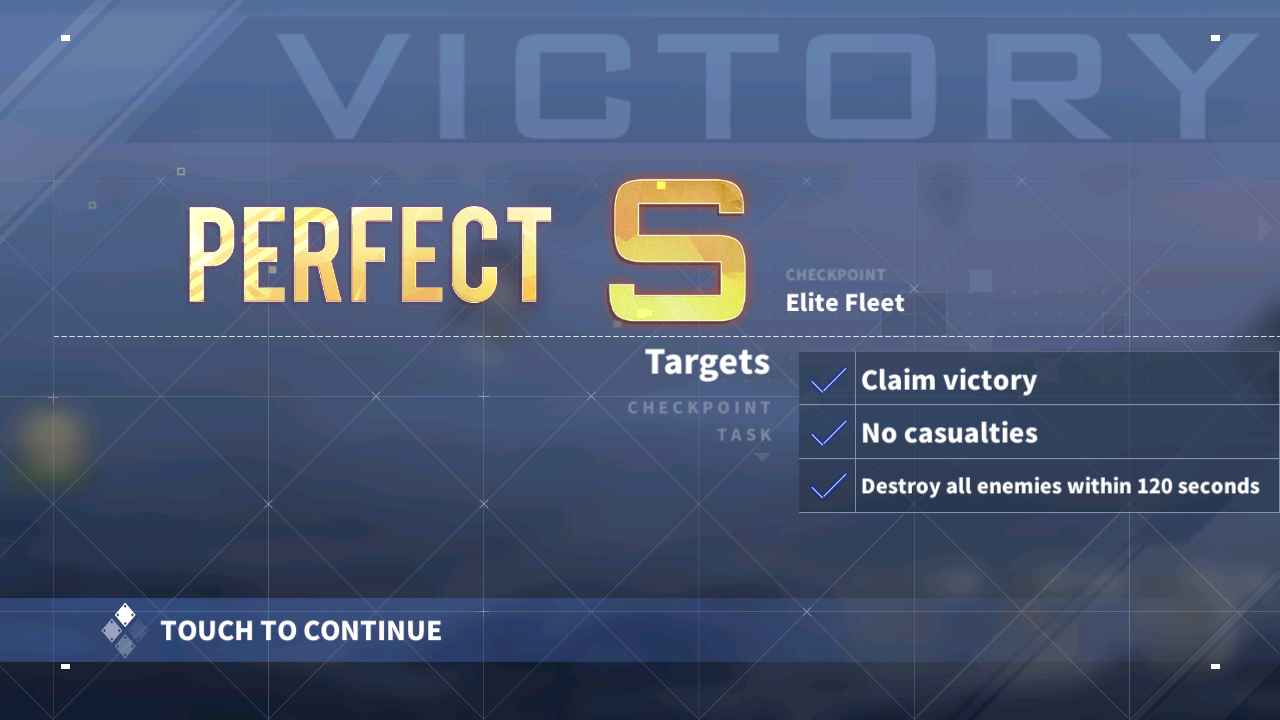 VICTORY
PERFECT S
CHECKPOINT
Elite Fleet
Targets
CHECKPOINT
TASK
Claim victory
No casualties
Destroy all enemies within 120 seconds
TOUCH TO CONTINUE